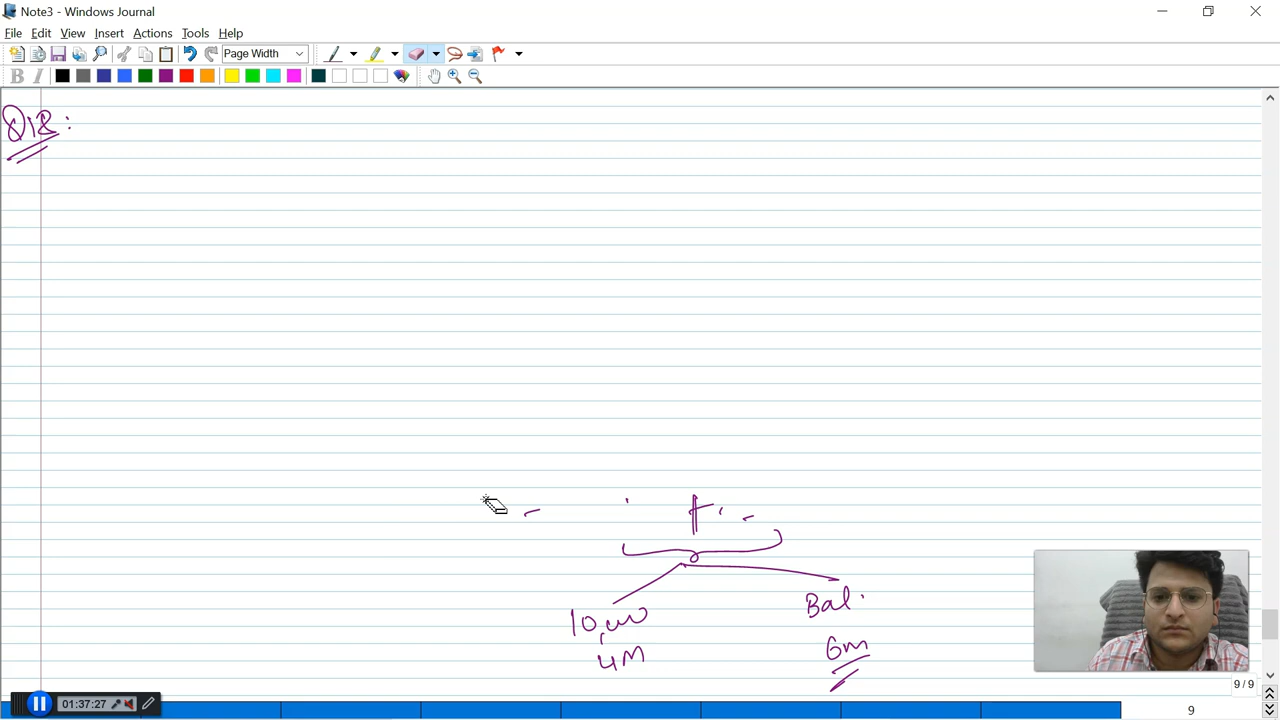 Note3 - Windows Journal
File Edit View Insert Actions Tools Help
Page Width
B I
Q12:
10,000 Bal.
4M 6m
9 / 9
01:37:27
9